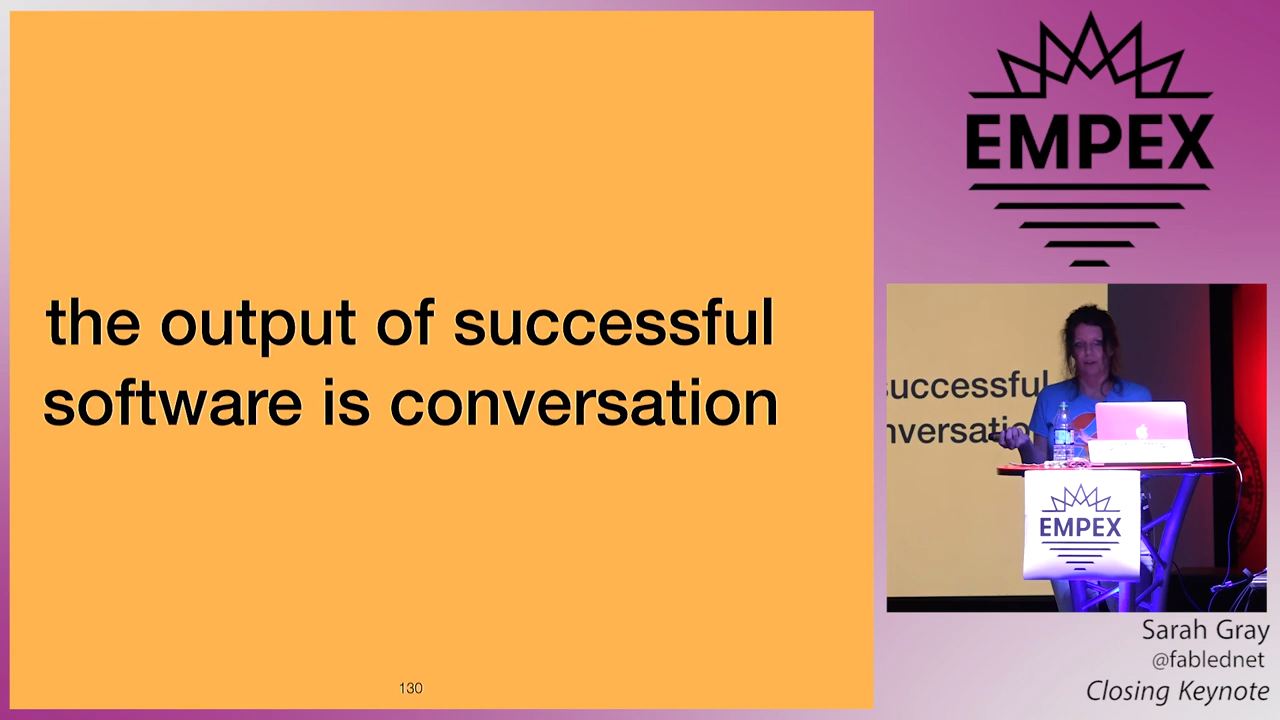 the output of successful
software is conversation
130
EMPEX
successful
nversatio
EMPEX
Sarah Gray
@fablednet
Closing Keynote